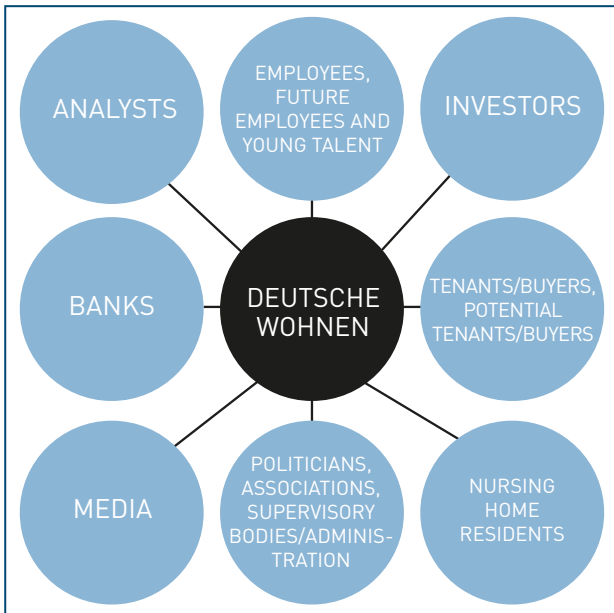 ANALYSTS
EMPLOYEES,
FUTURE
EMPLOYEES AND
YOUNG TALENT
INVESTORS
BANKS
DEUTSCHE
WOHNEN
TENANTS/BUYERS,
POTENTIAL
TENANTS/BUYERS
MEDIA
POLITICIANS,
ASSOCIATIONS,
SUPERVISORY
BODIES/ADMINIS-
TRATION
NURSING
HOME
RESIDENTS